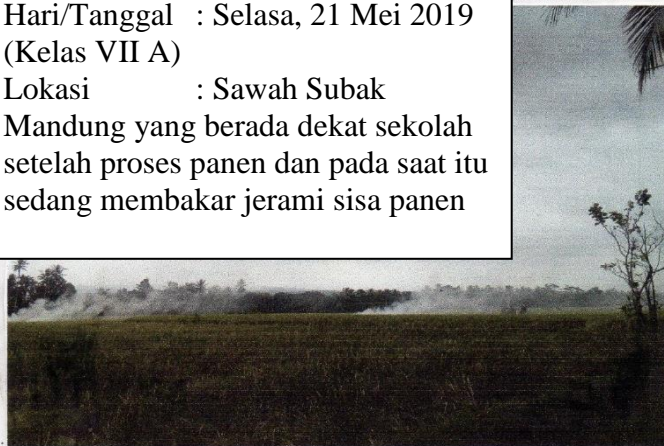 Hari/Tanggal : Selasa, 21 Mei 2019
(Kelas VII A)
Lokasi : Sawah Subak
Mandung yang berada dekat sekolah
setelah proses panen dan pada saat itu
sedang membakar jerami sisa panen